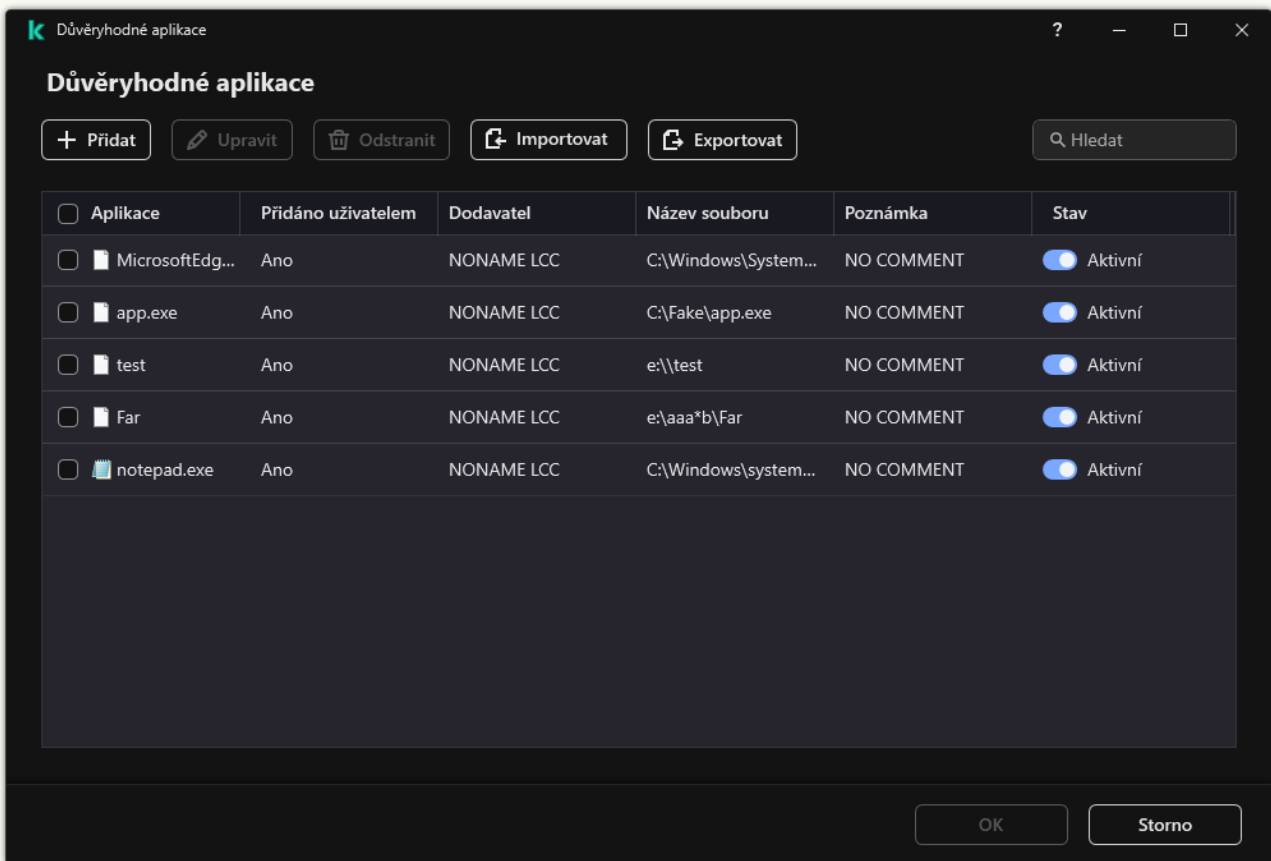 Důvěryhodné aplikace
?
Důvěryhodné aplikace
Přidat Upravit Odstranit Importovat Exportovat Hledat
Aplikace Přidáno uživatelem Dodavatel Název souboru Poznámka Stav
MicrosoftEdg... Ano NONAME LCC C:\Windows\System... NO COMMENT Aktivní
app.exe Ano NONAME LCC C:\Fake\app.exe NO COMMENT Aktivní
test Ano NONAME LCC e:\\test NO COMMENT Aktivní
Far Ano NONAME LCC e:\aaa*b\Far NO COMMENT Aktivní
notepad.exe Ano NONAME LCC C:\Windows\system... NO COMMENT Aktivní
OK Storno